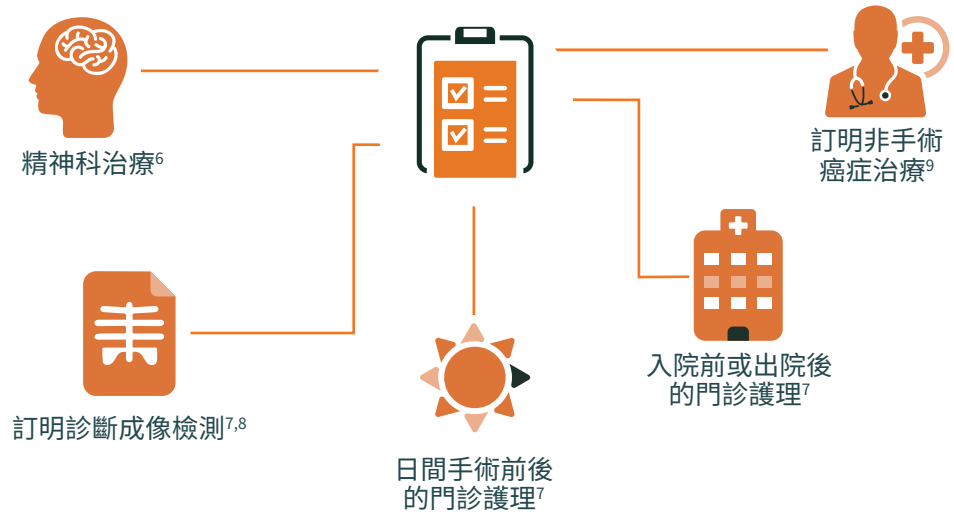 精神科治療6
訂明非手術
癌症治療9
訂明診斷成像檢測7,8
入院前或出院後
的門診護理7
日間手術前後
的門診護理7